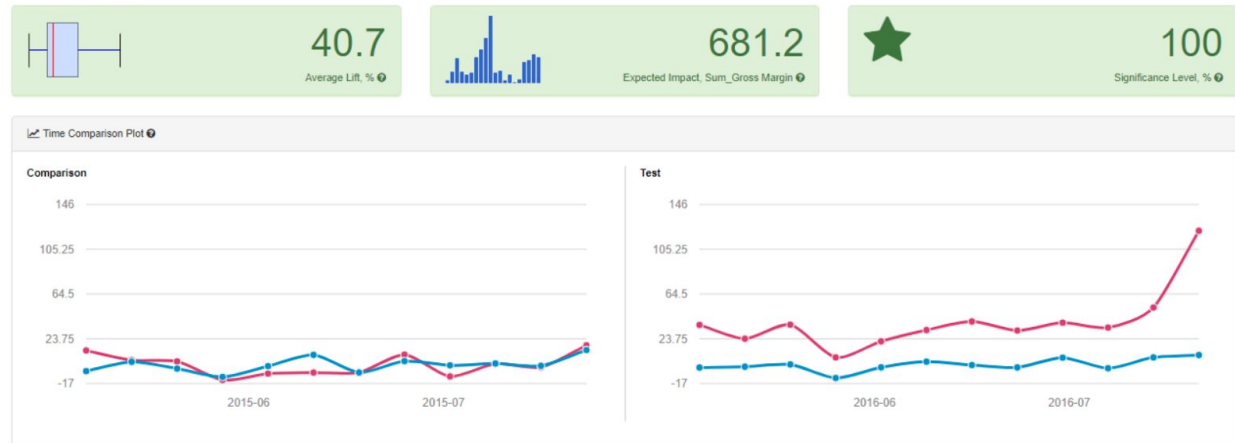 40.7
Average Lift, %
681.2
Expected Impact, Sum_Gross Margin
100
Significance Level, %
Time Comparison Plot
Comparison
146
105.25
64.5
23.75
-17
2015-06 2015-07
Test
146
105.25
64.5
23.75
-17
2016-06 2016-07